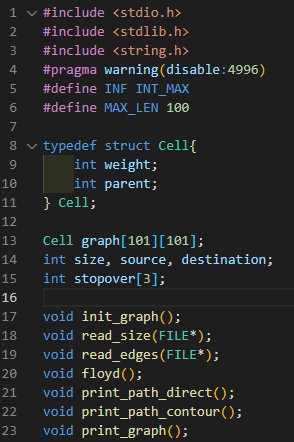 1 #include <stdio.h>
2 #include <stdlib.h>
3 #include <string.h>
4 #pragma warning(disable:4996)
5 #define INF INT_MAX
6 #define MAX_LEN 100
7
8 typedef struct Cell{
9     int weight;
10     int parent;
11 } Cell;
12
13 Cell graph[101][101];
14 int size, source, destination;
15 int stopover[3];
16
17 void init_graph();
18 void read_size(FILE*);
19 void read_edges(FILE*);
20 void floyd();
21 void print_path_direct();
22 void print_path_contour();
23 void print_graph();